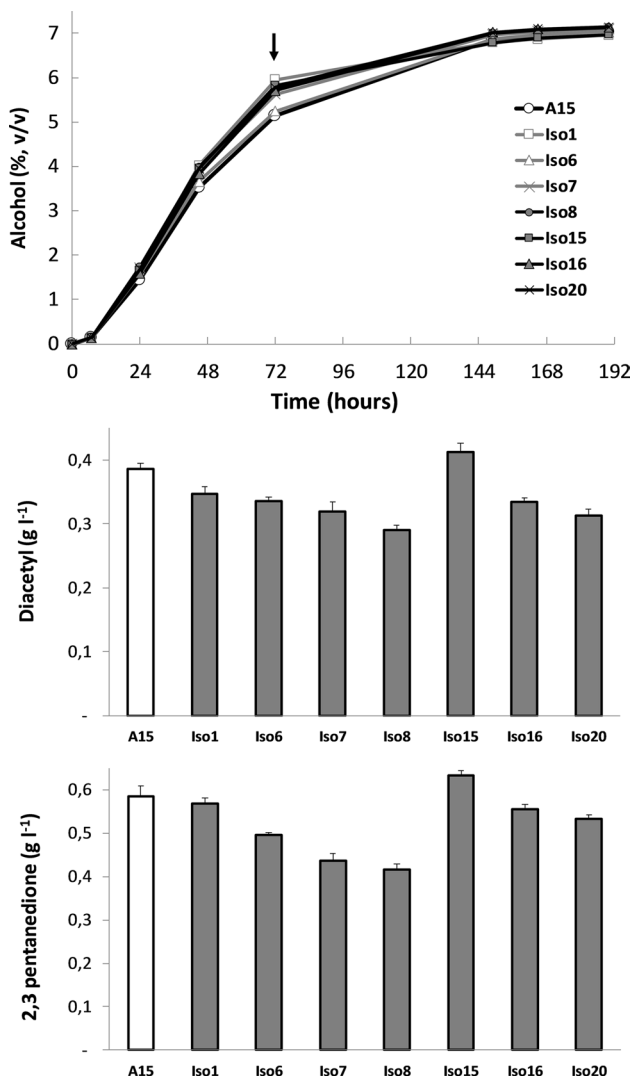 7
6
5
4
3
2
1
0
Alcohol (%, v/v)
A15
Iso1
Iso6
Iso7
Iso8
Iso15
Iso16
Iso20
0 24 48 72 96 120 144 168 192
Time (hours)
0,4
0,3
0,2
0,1
-
Diacetyl (g l-1)
A15 Iso1 Iso6 Iso7 Iso8 Iso15 Iso16 Iso20
0,6
0,5
0,4
0,3
0,2
0,1
-
2,3 pentanedione (g l-1)
A15 Iso1 Iso6 Iso7 Iso8 Iso15 Iso16 Iso20